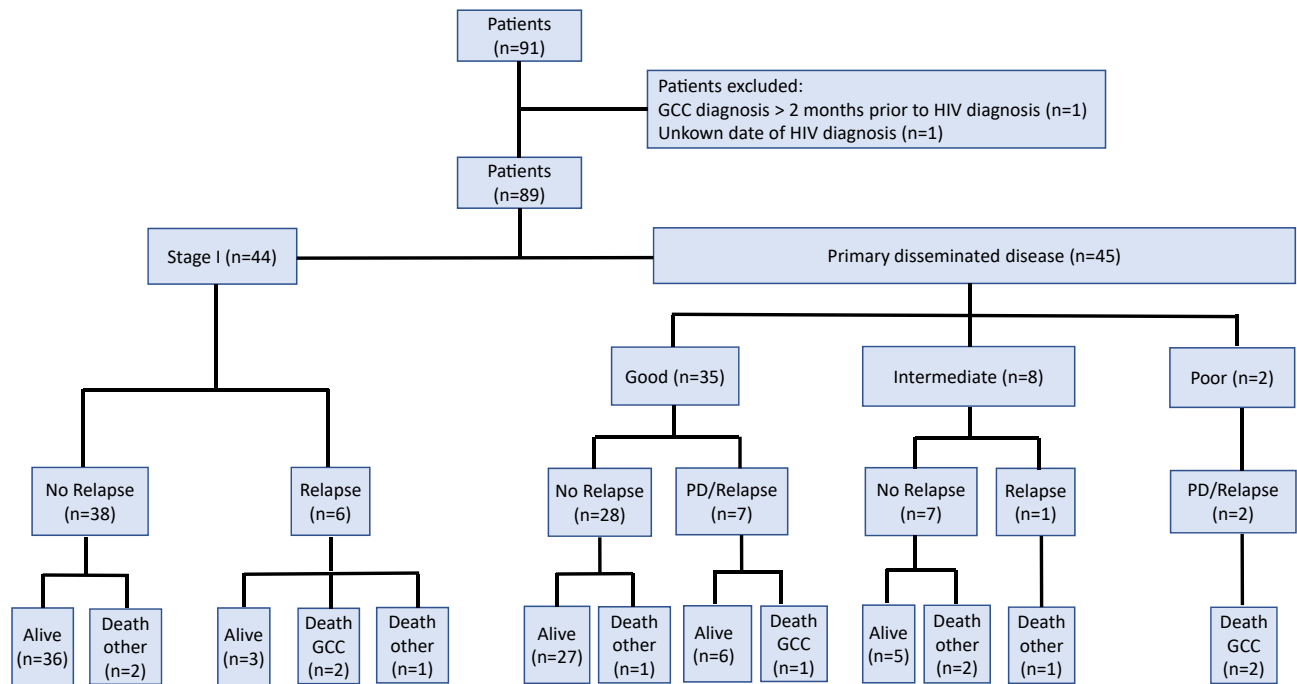 Patients
(n=91)
Patients excluded:
GCC diagnosis > 2 months prior to HIV diagnosis (n=1)
Unkown date of HIV diagnosis (n=1)
Patients
(n=89)
Stage I (n=44)
Primary disseminated disease (n=45)
Good (n=35)
Intermediate (n=8)
Poor (n=2)
No Relapse
(n=38)
Relapse
(n=6)
No Relapse
(n=28)
PD/Relapse
(n=7)
No Relapse
(n=7)
Relapse
(n=1)
PD/Relapse
(n=2)
Alive
(n=36)
Death
other
(n=2)
Alive
(n=3)
Death
GCC
(n=2)
Death
other
(n=1)
Alive
(n=27)
Death
other
(n=1)
Alive
(n=6)
Death
GCC
(n=1)
Alive
(n=5)
Death
other
(n=2)
Death
other
(n=1)
Death
GCC
(n=2)